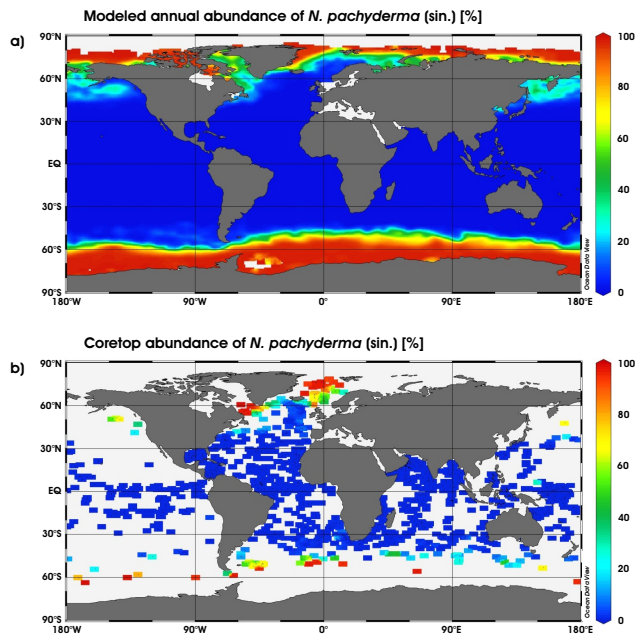 Modeled annual abundance of N. pachyderma (sin.) [%]
a)
90°N
60°N
30°N
EQ
30°S
60°S
90°S
180°W
90°W
0°
90°E
180°E
100
80
60
40
20
0
Ocean Data View
Coretop abundance of N. pachyderma (sin.) [%]
b)
90°N
60°N
30°N
EQ
30°S
60°S
90°S
180°W
90°W
0°
90°E
180°E
100
80
60
40
20
0
Ocean Data View